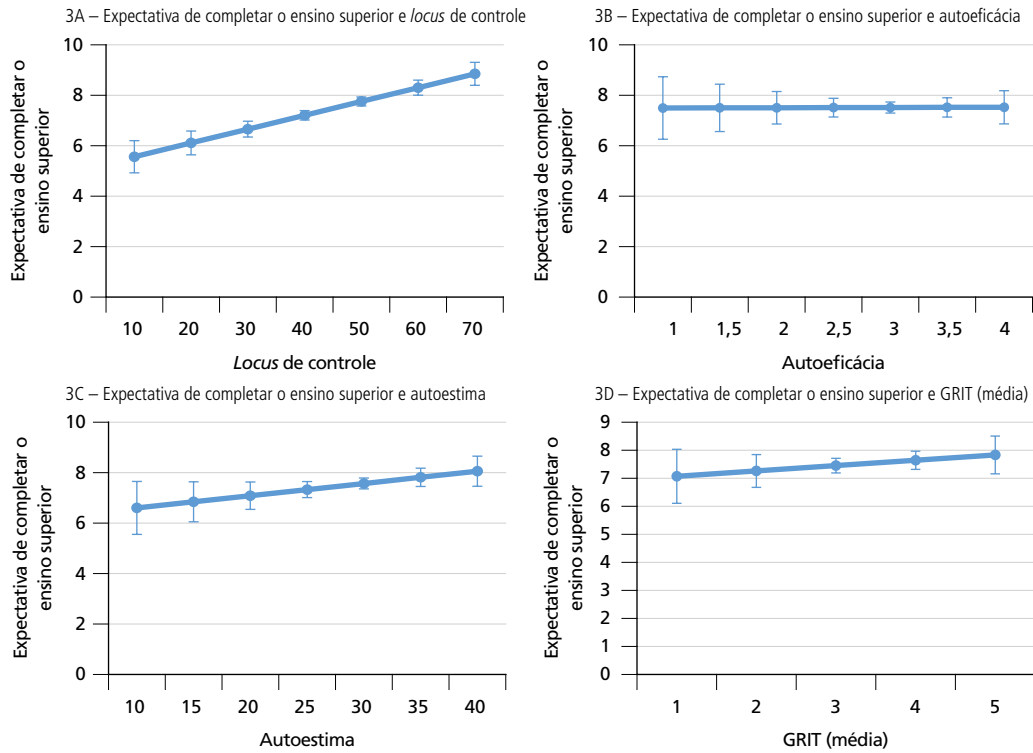 3A – Expectativa de completar o ensino superior e locus de controle
Expectativa de completar o
ensino superior
10
8
6
4
2
0
10 20 30 40 50 60 70
Locus de controle
3B – Expectativa de completar o ensino superior e autoeficácia
Expectativa de completar o
ensino superior
10
8
6
4
2
0
1 1,5 2 2,5 3 3,5 4
Autoeficácia
3C – Expectativa de completar o ensino superior e autoestima
Expectativa de completar o
ensino superior
10
8
6
4
2
0
10 15 20 25 30 35 40
Autoestima
3D – Expectativa de completar o ensino superior e GRIT (média)
Expectativa de completar o
ensino superior
9
8
7
6
5
4
3
2
1
0
1 2 3 4 5
GRIT (média)